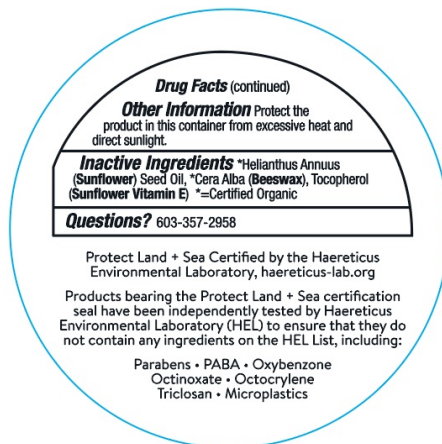 Drug Facts (continued)
Other Information Protect the
product in this container from excessive heat and
direct sunlight.
Inactive Ingredients *Helianthus Annuus
(Sunflower) Seed Oil, *Cera Alba (Beeswax), Tocopherol
(Sunflower Vitamin E) *=Certified Organic
Questions? 603-357-2958
Protect Land + Sea Certified by the Haereticus
Environmental Laboratory, haereticus-lab.org
Products bearing the Protect Land + Sea certification
seal have been independently tested by Haereticus
Environmental Laboratory (HEL) to ensure that they do
not contain any ingredients on the HEL List, including:
Parabens • PABA • Oxybenzone
Octinoxate • Octocrylene
Triclosan • Microplastics